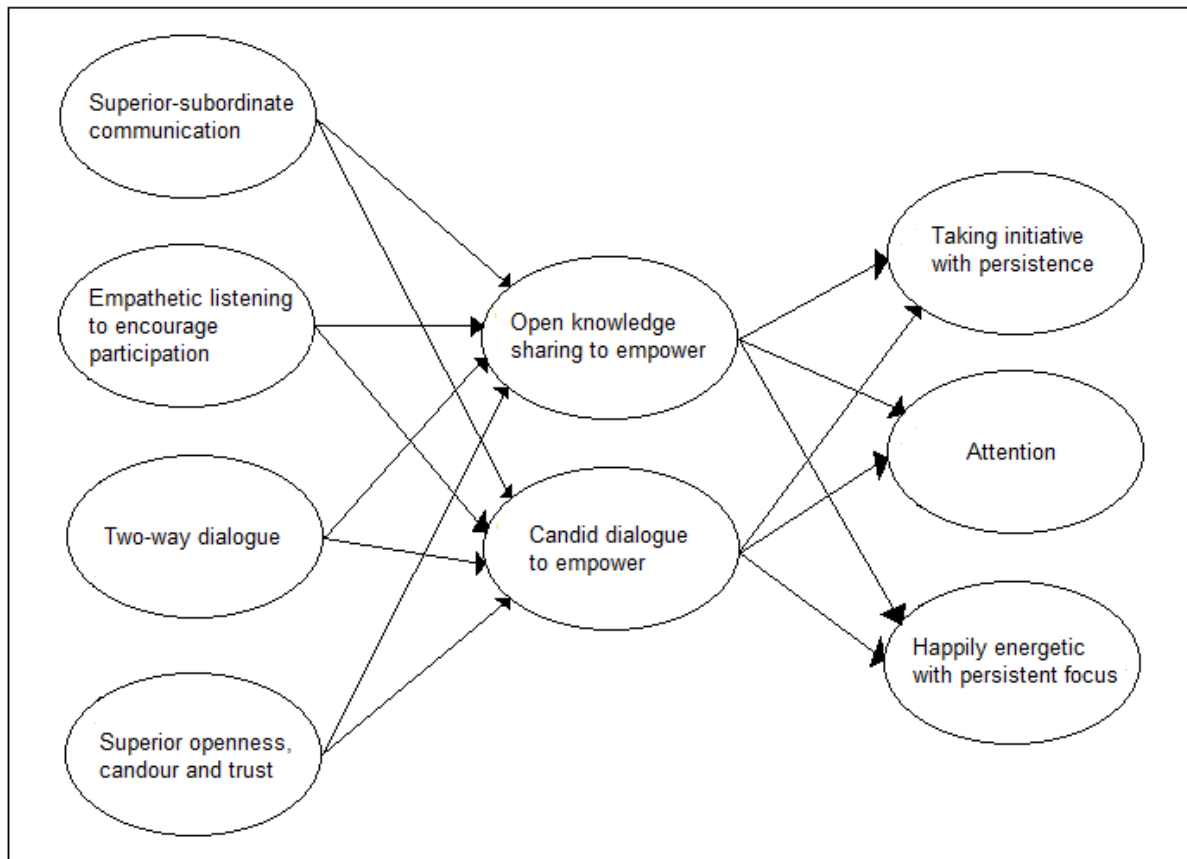 Superior-subordinate
communication
Empathetic listening
to encourage
participation
Two-way dialogue
Superior openness,
candour and trust
Open knowledge
sharing to empower
Candid dialogue
to empower
Taking initiative
with persistence
Attention
Happily energetic
with persistent focus